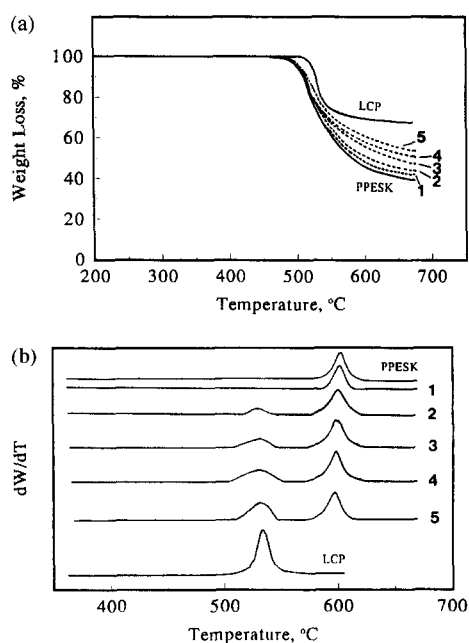 (a)
100
80
60
40
20
0
Weight Loss, %
LCP
5
4
3
2
1
PPESK
200 300 400 500 600 700
Temperature, °C
(b)
PPESK
1
2
3
4
5
LCP
dW/dT
400 500 600 700
Temperature, °C